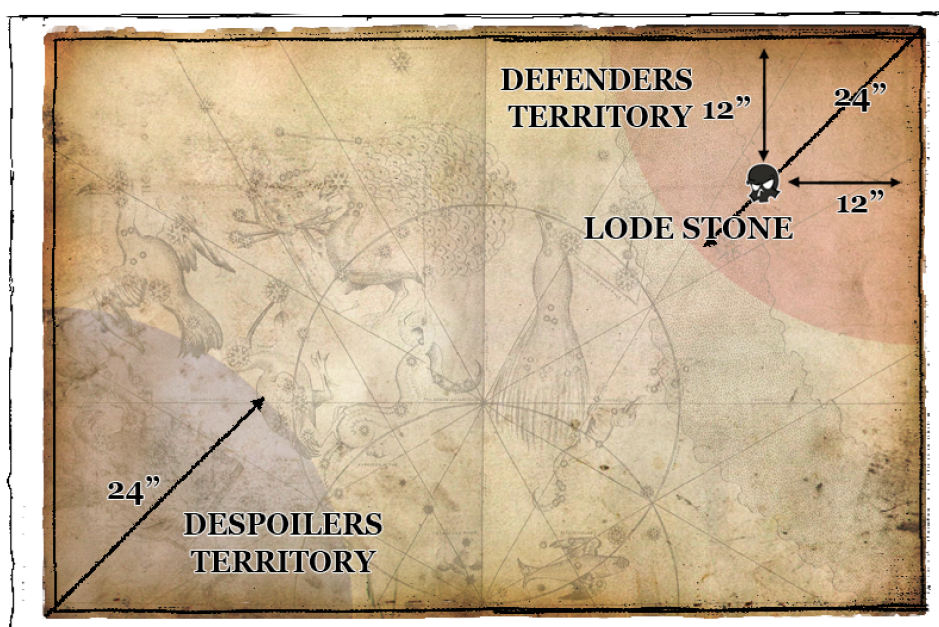 DEFENDERS
TERRITORY
12”
24”
12”
LODE STONE
24”
DESPOILERS
TERRITORY